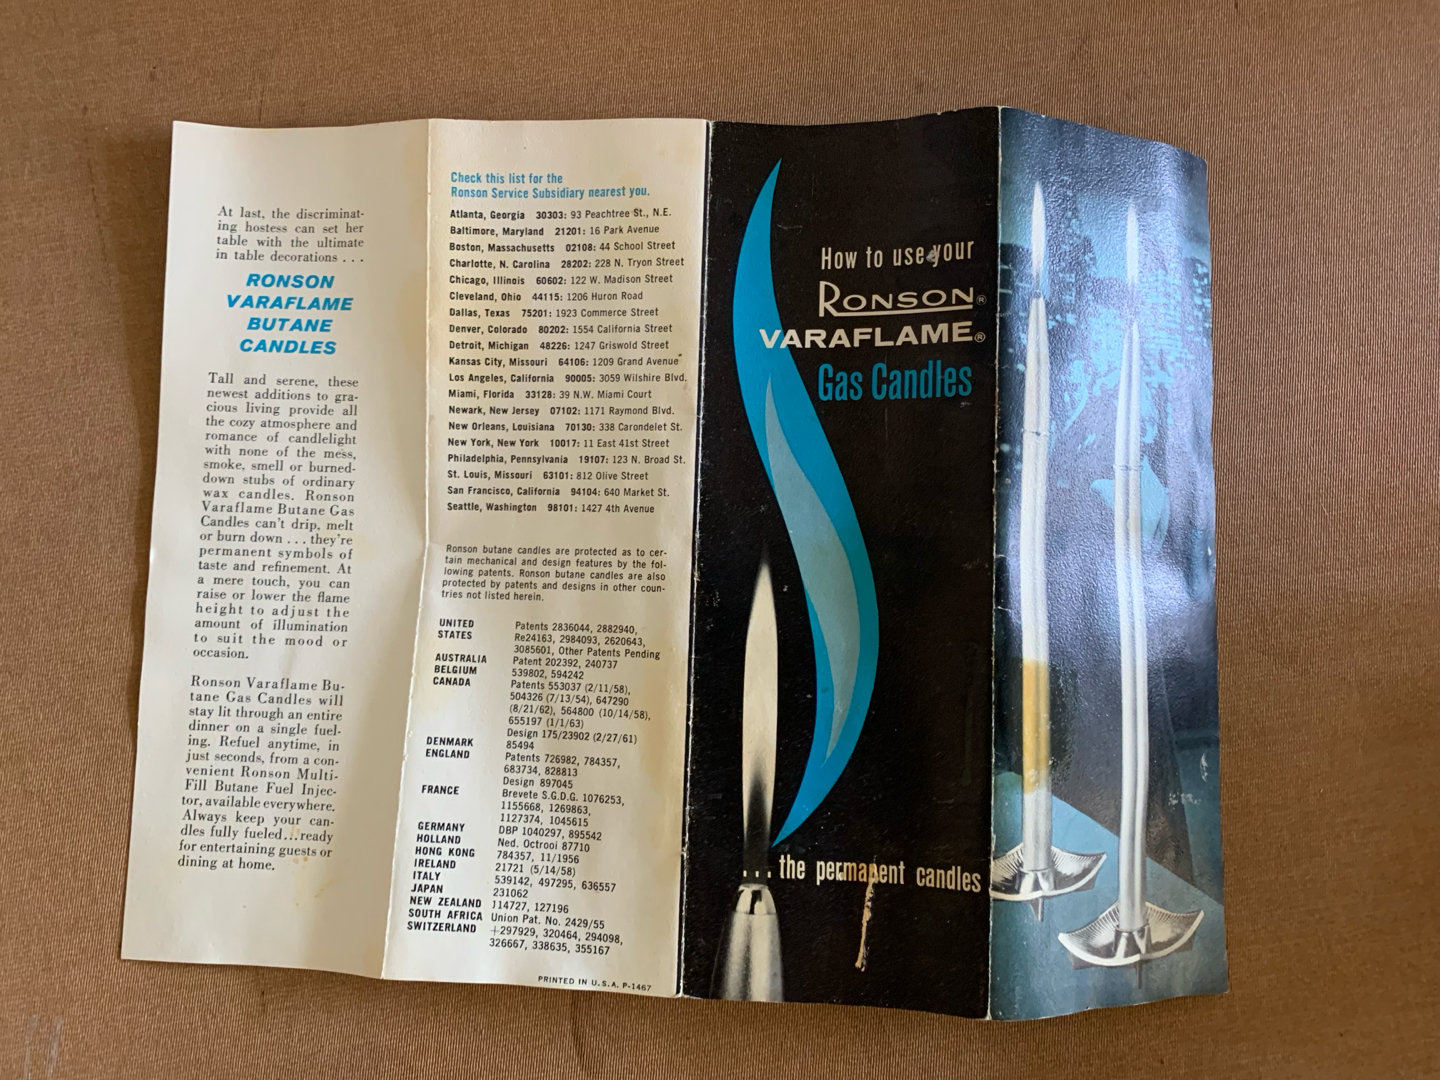 At last, the discriminat-
ing hostess can set her
table with the ultimate
in table decorations . . .
RONSON
VARAFLAME
BUTANE
CANDLES
Tall and serene, these
newest additions to gra-
cious living provide all
the cozy atmosphere and
romance of candlelight
with none of the mess,
smoke, smell or burned-
down stubs of ordinary
wax candles. Ronson
Varaflame Butane Gas
Candles can't drip, melt
or burn down . . . they're
permanent symbols of
taste and refinement. At
a mere touch, you can
raise or lower the flame
height to adjust the
amount of illumination
to suit the mood or
occasion.
Ronson Varaflame Bu-
tane Gas Candles will
stay lit through an entire
dinner on a single fuel-
ing. Refuel anytime, in
just seconds, from a con-
venient Ronson Multi-
Fill Butane Fuel Injec-
tor, available everywhere.
Always keep your can-
dles fully fueled...ready
for entertaining guests or
dining at home.
Check this list for the
Ronson Service Subsidiary nearest you.
Atlanta, Georgia 30303: 93 Peachtree St., N.E.
Baltimore, Maryland 21201: 16 Park Avenue
Boston, Massachusetts 02108: 44 School Street
Charlotte, N. Carolina 28202: 228 N. Tryon Street
Chicago, Illinois 60602: 122 W. Madison Street
Cleveland, Ohio 44115: 1206 Huron Road
Dallas, Texas 75201: 1923 Commerce Street
Denver, Colorado 80202: 1554 California Street
Detroit, Michigan 48226: 1247 Griswold Street
Kansas City, Missouri 64106: 1209 Grand Avenue
Los Angeles, California 90005: 3059 Wilshire Blvd.
Miami, Florida 33128: 39 N.W. Miami Court
Newark, New Jersey 07102: 1171 Raymond Blvd.
New Orleans, Louisiana 70130: 338 Carondelet St.
New York, New York 10017: 11 East 41st Street
Philadelphia, Pennsylvania 19107: 123 N. Broad St.
St. Louis, Missouri 63101: 812 Olive Street
San Francisco, California 94104: 640 Market St.
Seattle, Washington 98101: 1427 4th Avenue
Ronson butane candles are protected as to cer-
tain mechanical and design features by the fol-
lowing patents. Ronson butane candles are also
protected by patents and designs in other coun-
tries not listed herein.
UNITED STATES Patents 2836044, 2882940,
Re24163, 2984093, 2620643,
3085601, Other Patents Pending
AUSTRALIA Patent 202392, 240737
BELGIUM 539802, 594242
CANADA Patents 553037 (2/11/58),
504326 (7/13/54), 647290
(8/21/62), 564800 (10/14/58),
655197 (1/1/63)
Design 175/23902 (2/27/61)
DENMARK 85494
ENGLAND Patents 726982, 784357,
683734, 828813
Design 897045
FRANCE Brevete S.G.D.G. 1076253,
1155668, 1269863,
1127374, 1045615
GERMANY DBP 1040297, 895542
HOLLAND Ned. Octrooi 87710
HONG KONG 784357, 11/1956
IRELAND 21721 (5/14/58)
ITALY 539142, 497295, 636557
JAPAN 231062
NEW ZEALAND 114727, 127196
SOUTH AFRICA Union Pat. No. 2429/55
SWITZERLAND +297929, 320464, 294098,
326667, 338635, 355167
PRINTED IN U.S.A. P-1467
How to use your
RONSON®
VARAFLAME®
Gas Candles
...the permanent candles